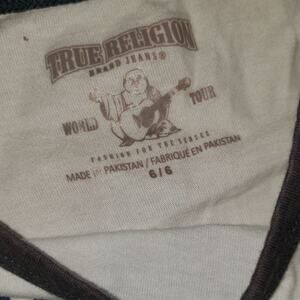 TRUE RELIGION
BRAND JEANS®
WORLD TOUR
FASHION FOR THE SENSES
MADE IN PAKISTAN / FABRIQUÉ EN PAKISTAN
6/6